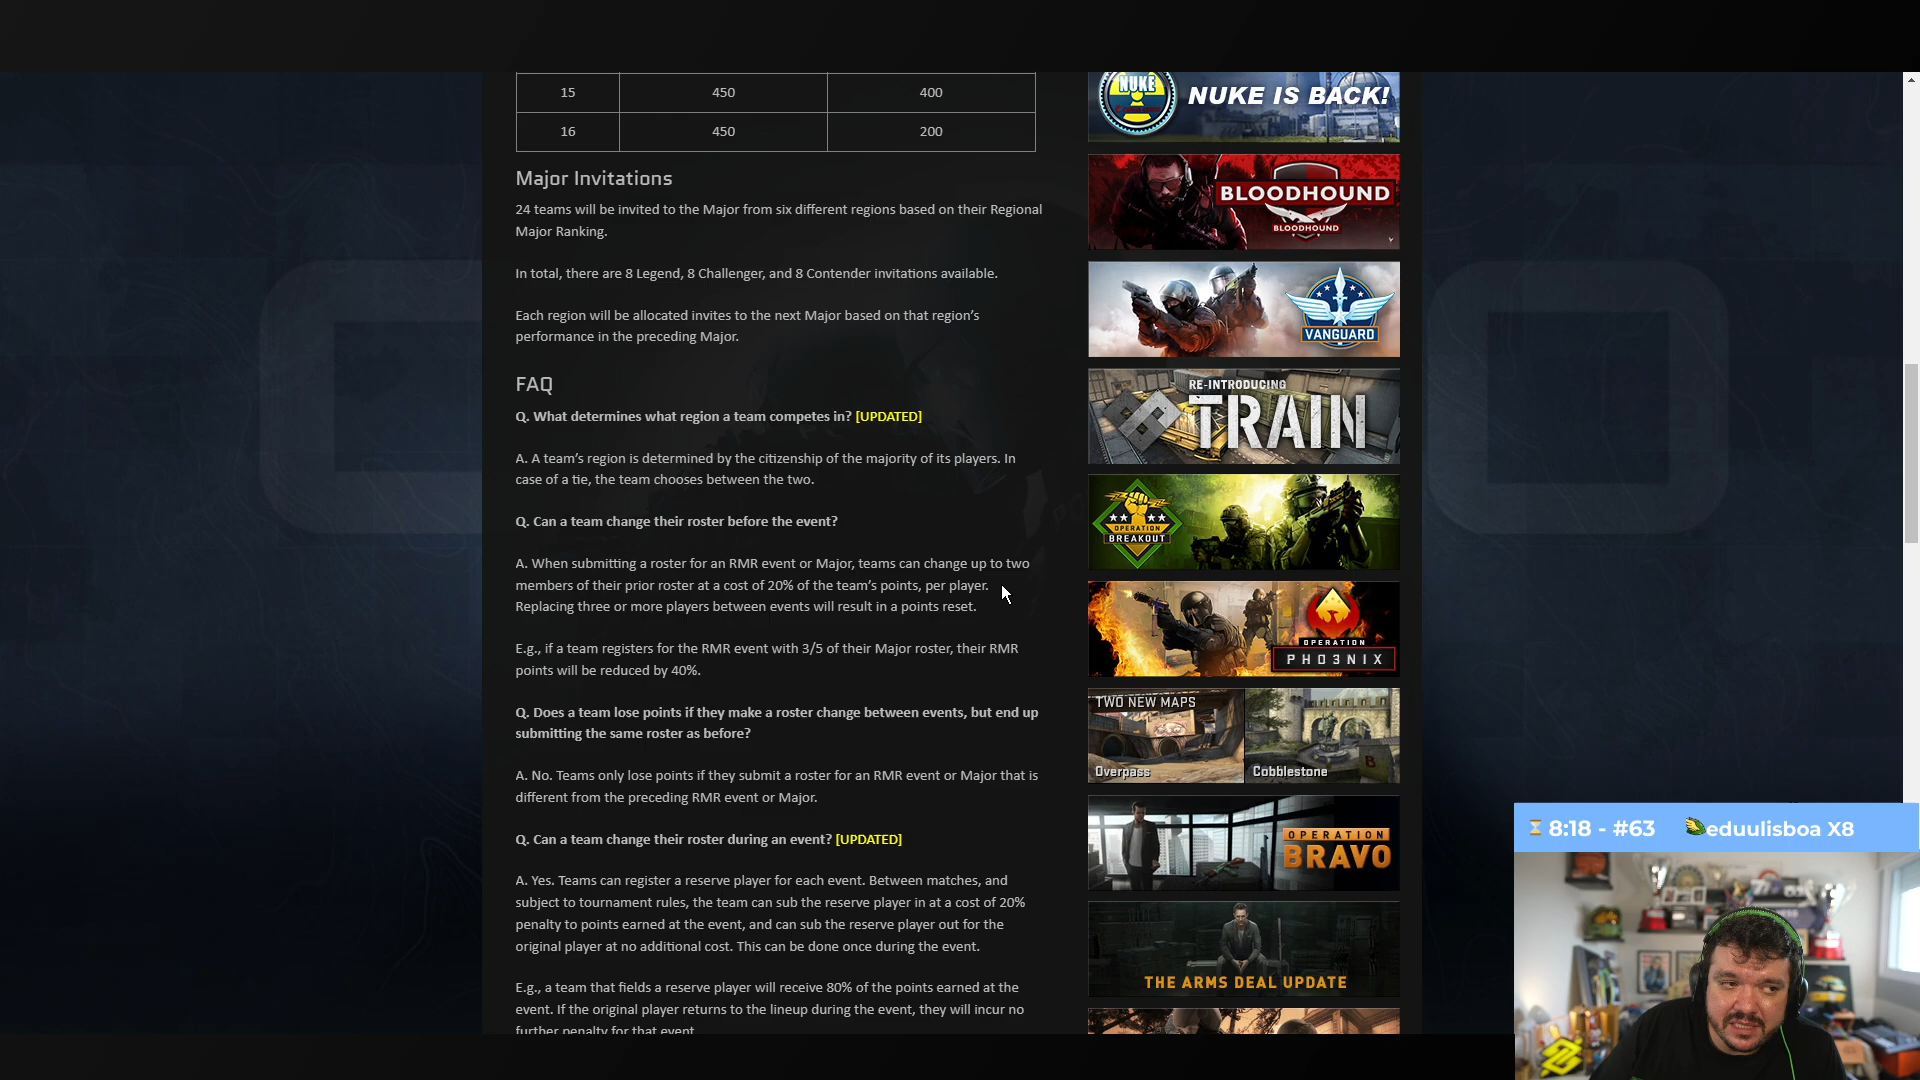 15 450 400
16 450 200
Major Invitations
24 teams will be invited to the Major from six different regions based on their Regional
Major Ranking.
In total, there are 8 Legend, 8 Challenger, and 8 Contender invitations available.
Each region will be allocated invites to the next Major based on that region's
performance in the preceding Major.
FAQ
Q. What determines what region a team competes in? [UPDATED]
A. A team's region is determined by the citizenship of the majority of its players. In
case of a tie, the team chooses between the two.
Q. Can a team change their roster before the event?
A. When submitting a roster for an RMR event or Major, teams can change up to two
members of their prior roster at a cost of 20% of the team's points, per player.
Replacing three or more players between events will result in a points reset.
E.g., if a team registers for the RMR event with 3/5 of their Major roster, their RMR
points will be reduced by 40%.
Q. Does a team lose points if they make a roster change between events, but end up
submitting the same roster as before?
A. No. Teams only lose points if they submit a roster for an RMR event or Major that is
different from the preceding RMR event or Major.
Q. Can a team change their roster during an event? [UPDATED]
A. Yes. Teams can register a reserve player for each event. Between matches, and
subject to tournament rules, the team can sub the reserve player in at a cost of 20%
penalty to points earned at the event, and can sub the reserve player out for the
original player at no additional cost. This can be done once during the event.
E.g., a team that fields a reserve player will receive 80% of the points earned at the
event. If the original player returns to the lineup during the event, they will incur no
further penalty for that event.
NUKE
NUKE IS BACK!
BLOODHOUND
BLOODHOUND
VANGUARD
RE-INTRODUCING
TRAIN
OPERATION
BREAKOUT
OPERATION
PHO3NIX
TWO NEW MAPS
Overpass
Cobblestone
OPERATION
BRAVO
THE ARMS DEAL UPDATE
8:18 - #63 eduulisboa X8